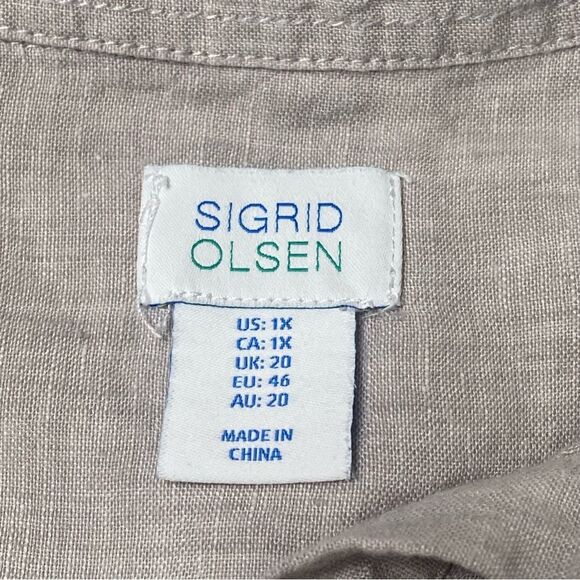 SIGRID
OLSEN
US: 1X
CA: 1X
UK: 20
EU: 46
AU: 20
MADE IN
CHINA